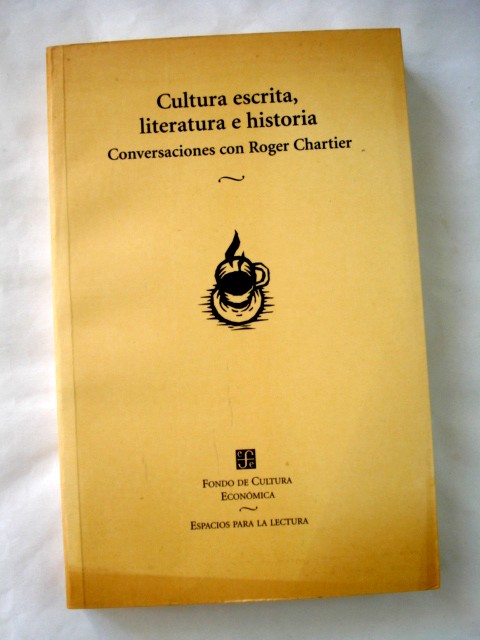 Cultura escrita,
literatura e historia
Conversaciones con Roger Chartier
FONDO DE CULTURA
ECONÓMICA
ESPACIOS PARA LA LECTURA